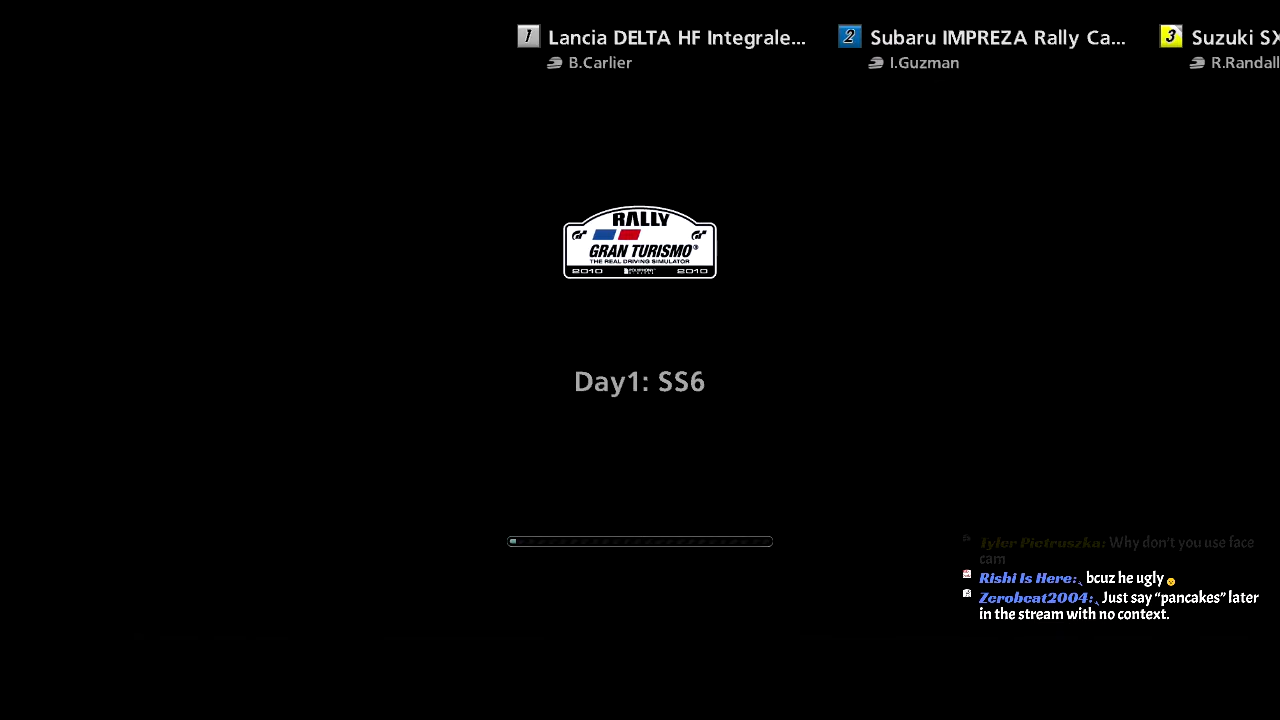 1 Lancia DELTA HF Integrale...
B.Carlier
2 Subaru IMPREZA Rally Ca...
I.Guzman
3 Suzuki SX
R.Randall
RALLY
GRAN TURISMO®
THE REAL DRIVING SIMULATOR
2010 2010
Day1: SS6
Tyler Pietruszka: Why don't you use face
cam
Rishi Is Here: bcuz he ugly
Zerobeat2004: Just say “pancakes” later
in the stream with no context.